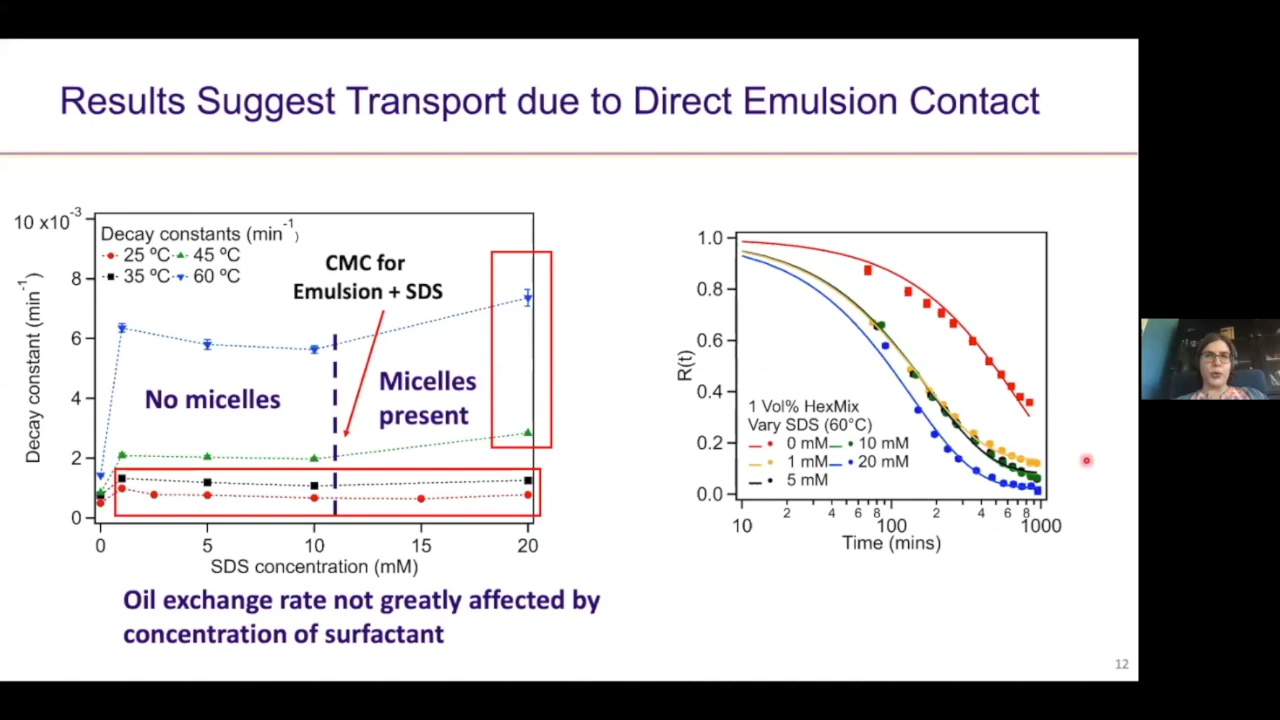 Results Suggest Transport due to Direct Emulsion Contact
10 x10⁻³
8
6
4
2
0
Decay constant (min⁻¹)
Decay constants (min⁻¹)
25 ºC 45 ºC
35 ºC 60 ºC
CMC for
Emulsion + SDS
No micelles
Micelles
present
0 5 10 15 20
SDS concentration (mM)
Oil exchange rate not greatly affected by
concentration of surfactant
1.0
0.8
0.6
0.4
0.2
0.0
R(t)
1 Vol% HexMix
Vary SDS (60°C)
0 mM 10 mM
1 mM 20 mM
5 mM
10 2 4 6 8 100 2 4 6 8 1000
Time (mins)
12